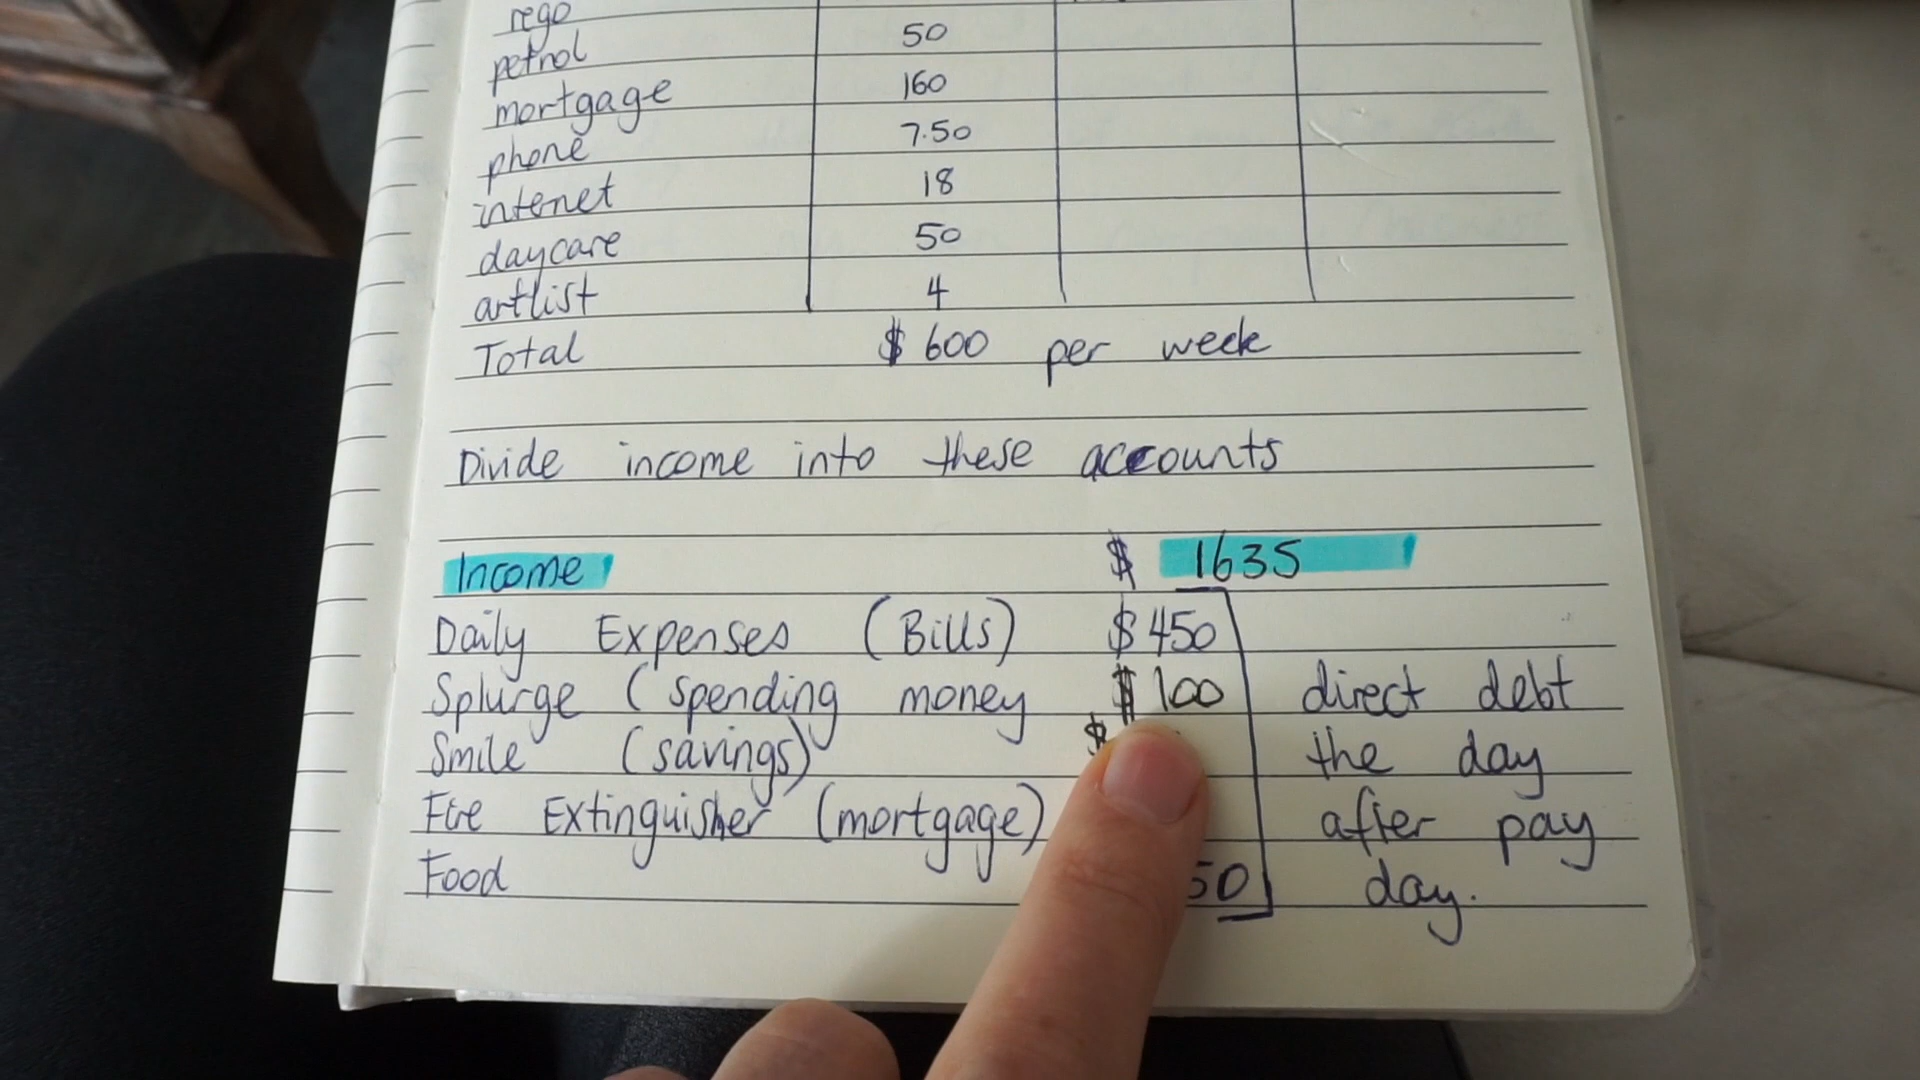 rego
petrol 50
mortgage 160
phone 7.50
internet 18
daycare 50
artlist 4
Total $600 per week
Divide income into these accounts
Income $ 1635
Daily Expenses (Bills) $450
Splurge (spending money $100 direct debt
Smile (savings) $ the day
Fire Extinguisher (mortgage) after pay
Food 50 day.